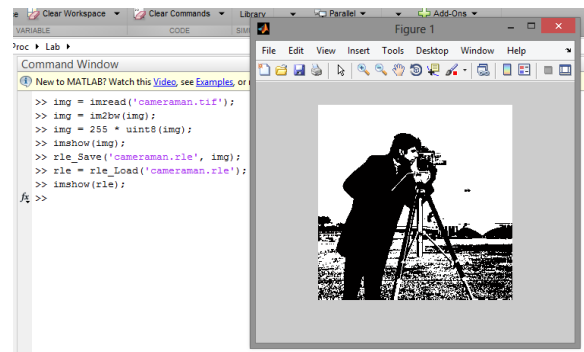 Clear Workspace
Clear Commands
Library
Parallel
Add-Ons
VARIABLE
CODE
Proc ▸ Lab ▸
Command Window
New to MATLAB? Watch this Video, see Examples, or
>> img = imread('cameraman.tif');
>> img = im2bw(img);
>> img = 255 * uint8(img);
>> imshow(img);
>> rle_Save('cameraman.rle', img);
>> rle = rle_Load('cameraman.rle');
>> imshow(rle);
fx >>
Figure 1
File Edit View Insert Tools Desktop Window Help